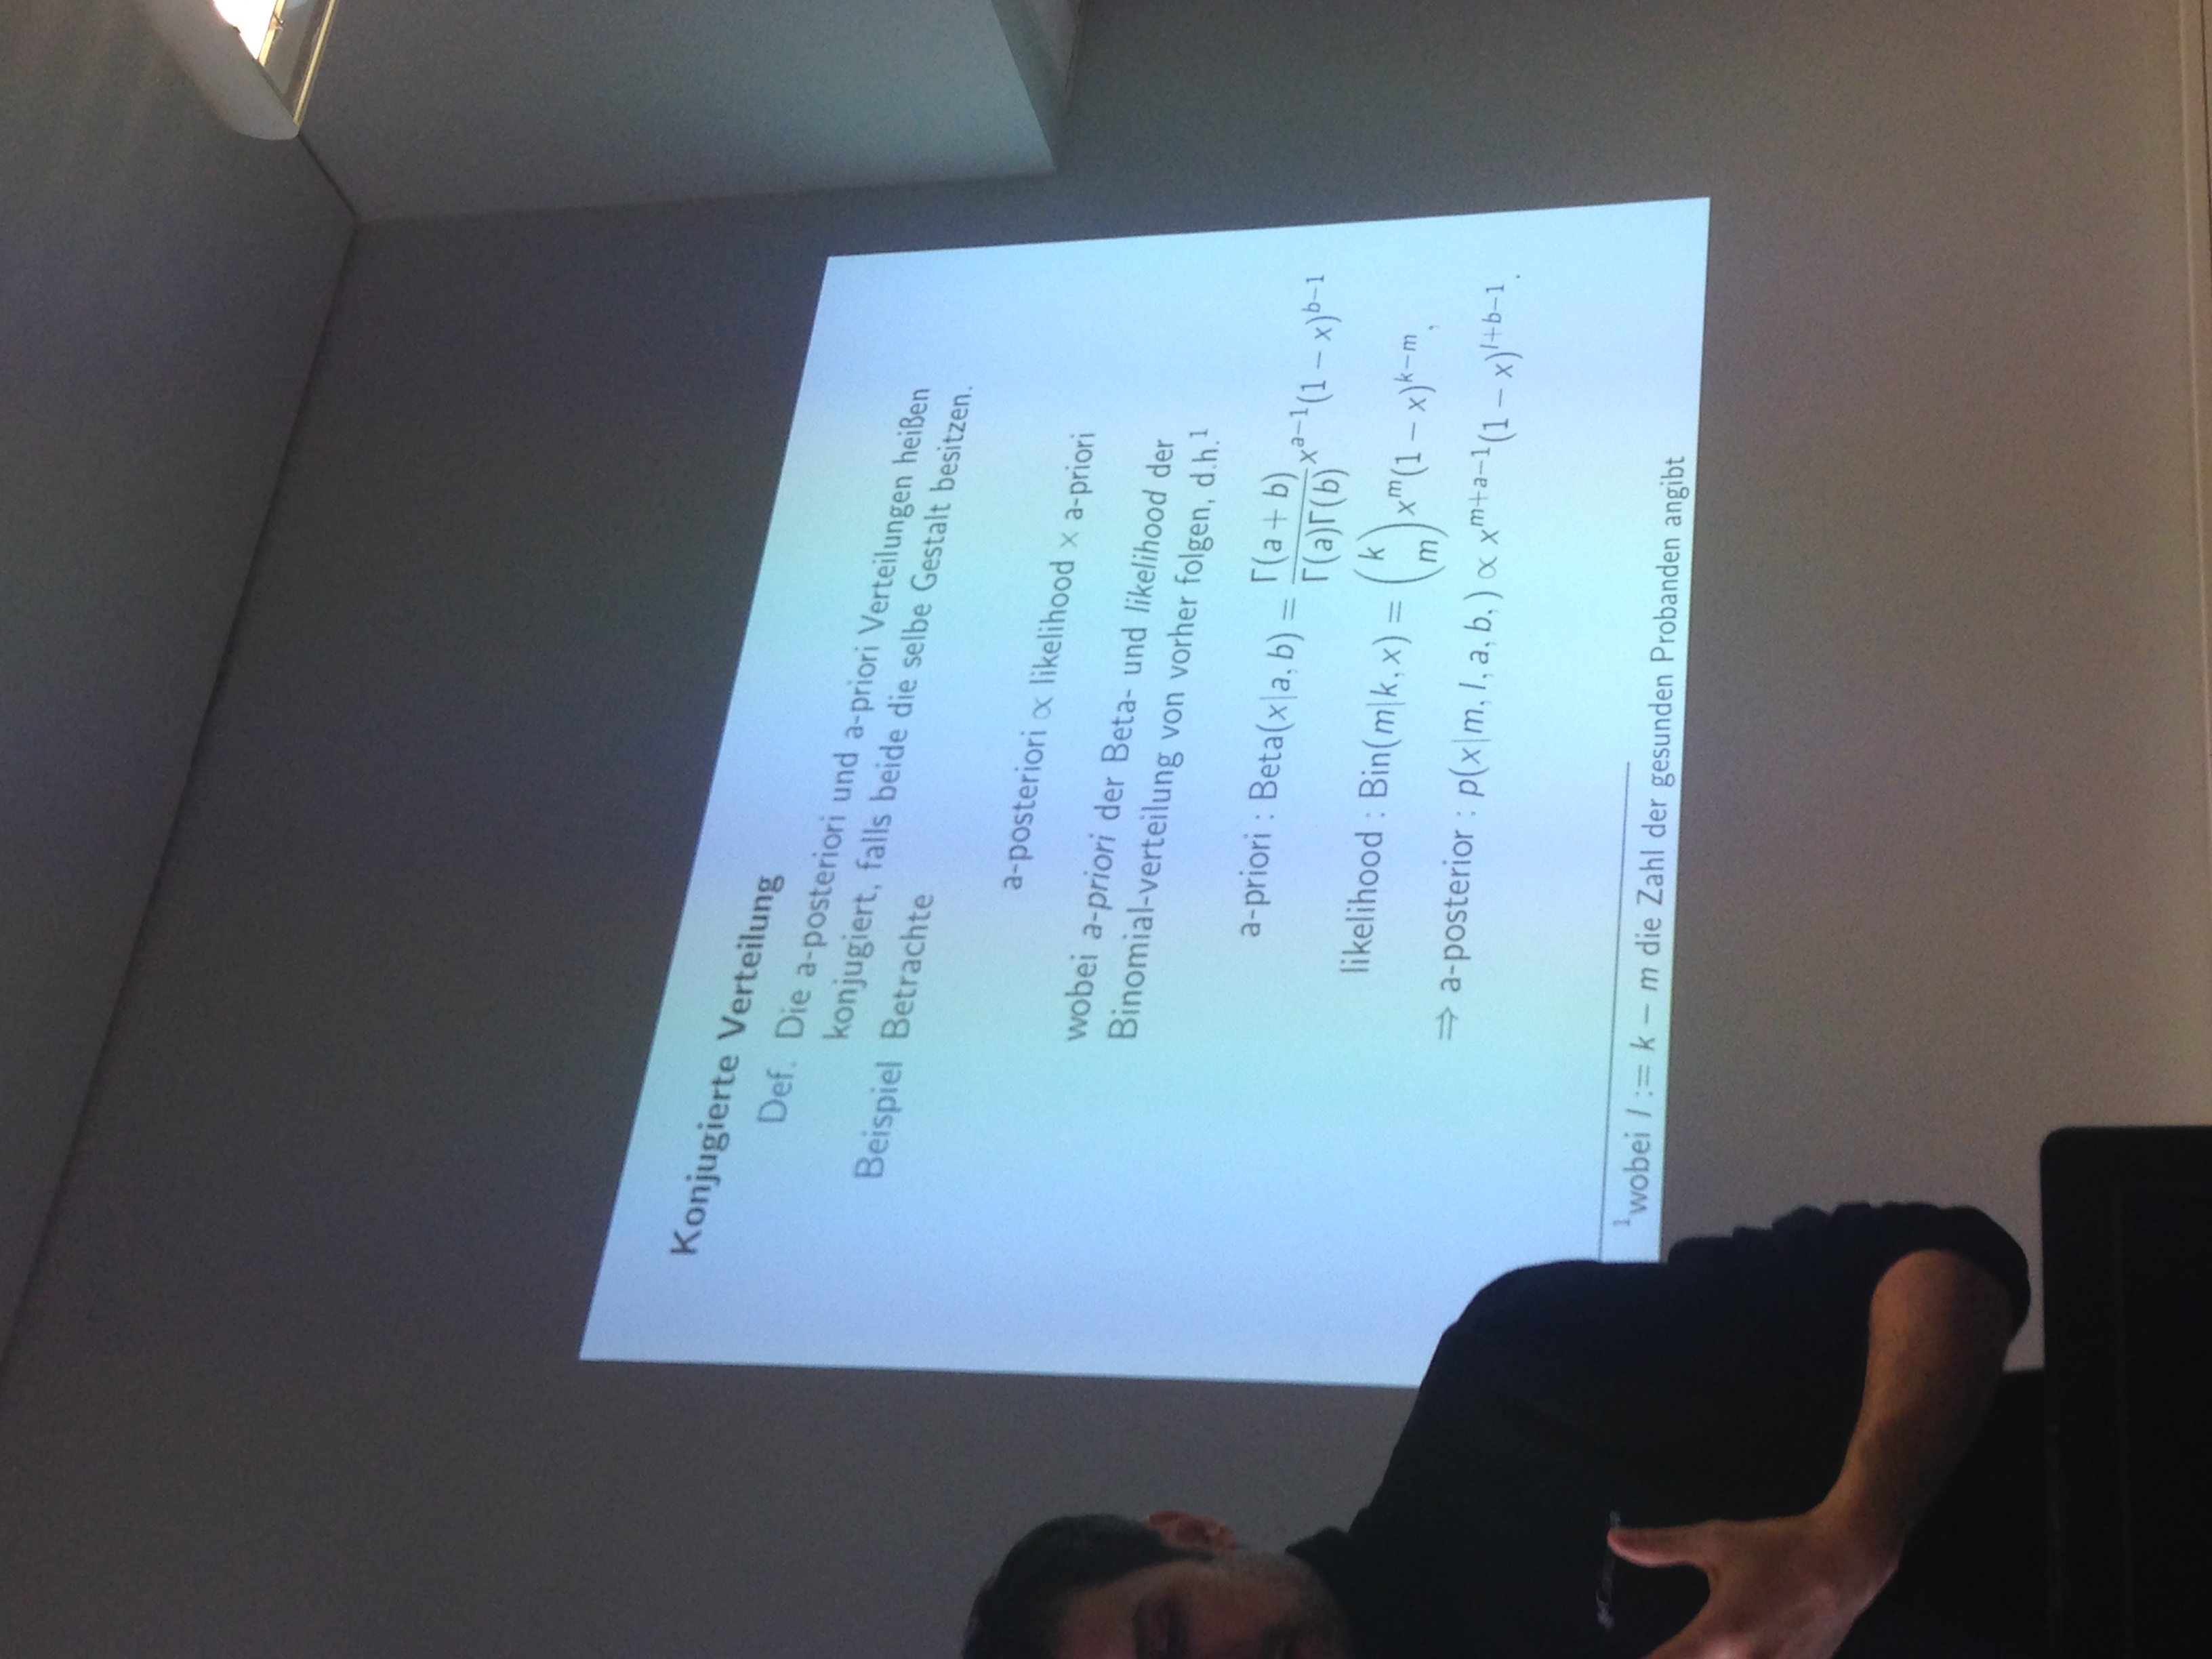 Konjugierte Verteilung
Def. Die a-posteriori und a-priori Verteilungen heißen
konjugiert, falls beide die selbe Gestalt besitzen.
Beispiel Betrachte
a-posteriori ∝ likelihood × a-priori
wobei a-priori der Beta- und likelihood der
Binomial-verteilung von vorher folgen, d.h.¹
a-priori : Beta(x|a, b) = Γ(a + b) / Γ(a)Γ(b) x^{a−1}(1 − x)^{b−1}
likelihood : Bin(m|k, x) = (k m) x^m(1 − x)^{k−m},
⇒ a-posterior : p(x|m, l, a, b, ) ∝ x^{m+a−1}(1 − x)^{l+b−1}.
¹wobei l := k − m die Zahl der gesunden Probanden angibt